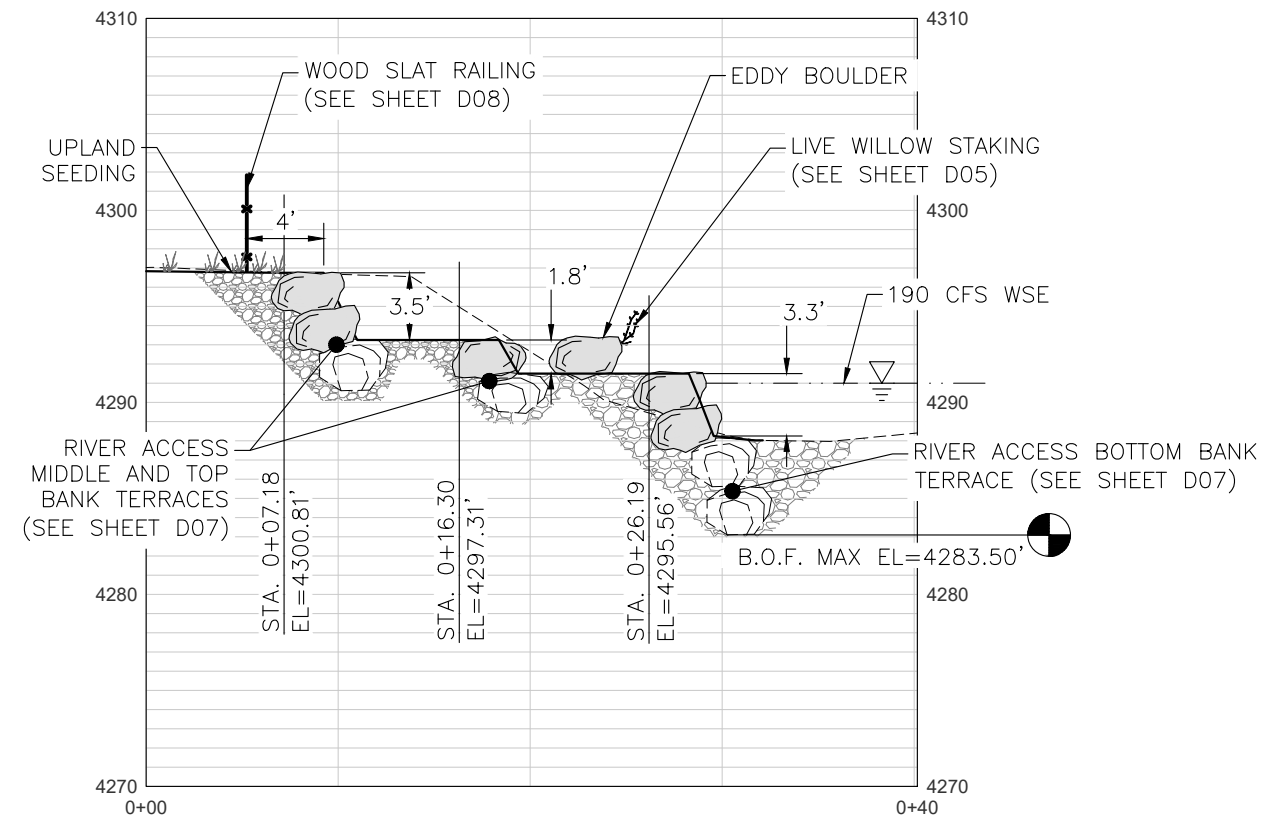 4310
4310
WOOD SLAT RAILING
(SEE SHEET D08)
EDDY BOULDER
UPLAND
SEEDING
LIVE WILLOW STAKING
(SEE SHEET D05)
4300
4300
4'
1.8'
3.5'
190 CFS WSE
3.3'
4290
4290
RIVER ACCESS
MIDDLE AND TOP
BANK TERRACES
(SEE SHEET D07)
RIVER ACCESS BOTTOM BANK
TERRACE (SEE SHEET D07)
STA. 0+07.18
EL=4300.81'
STA. 0+16.30
EL=4297.31'
STA. 0+26.19
EL=4295.56'
B.O.F. MAX EL=4283.50'
4280
4280
4270
4270
0+00
0+40